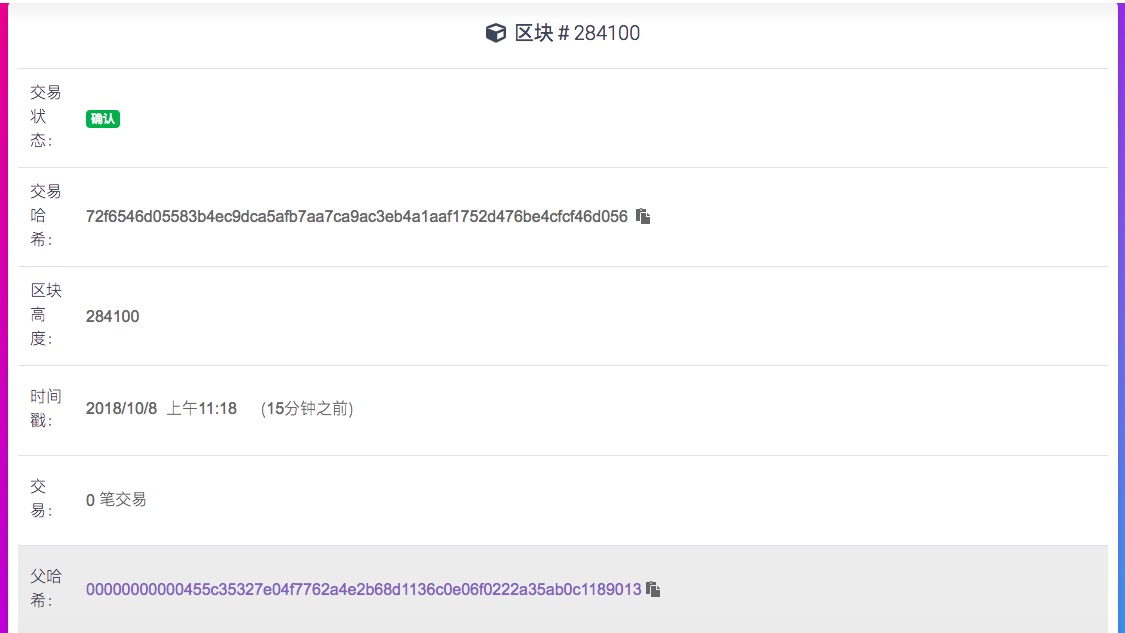 区块 # 284100
交易
状
态：
确认
交易
哈
希：
72f6546d05583b4ec9dca5afb7aa7ca9ac3eb4a1aaf1752d476be4cfcf46d056
区块
高
度：
284100
时间
戳：
2018/10/8 上午11:18 (15分钟之前)
交
易：
0 笔交易
父哈
希：
00000000000455c35327e04f7762a4e2b68d1136c0e06f0222a35ab0c1189013